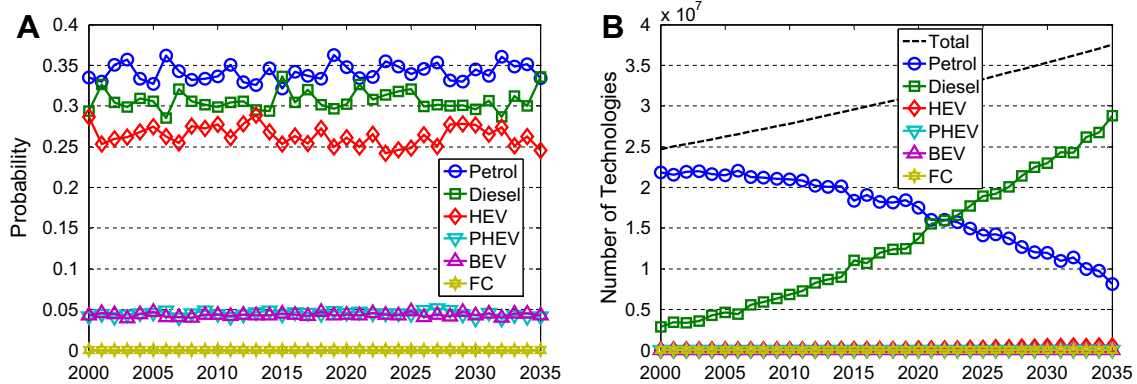 A
Probability
0.4
0.35
0.3
0.25
0.2
0.15
0.1
0.05
0
2000 2005 2010 2015 2020 2025 2030 2035
Petrol
Diesel
HEV
PHEV
BEV
FC
B
x 10^7
Number of Technologies
4
3.5
3
2.5
2
1.5
1
0.5
0
2000 2005 2010 2015 2020 2025 2030 2035
Total
Petrol
Diesel
HEV
PHEV
BEV
FC